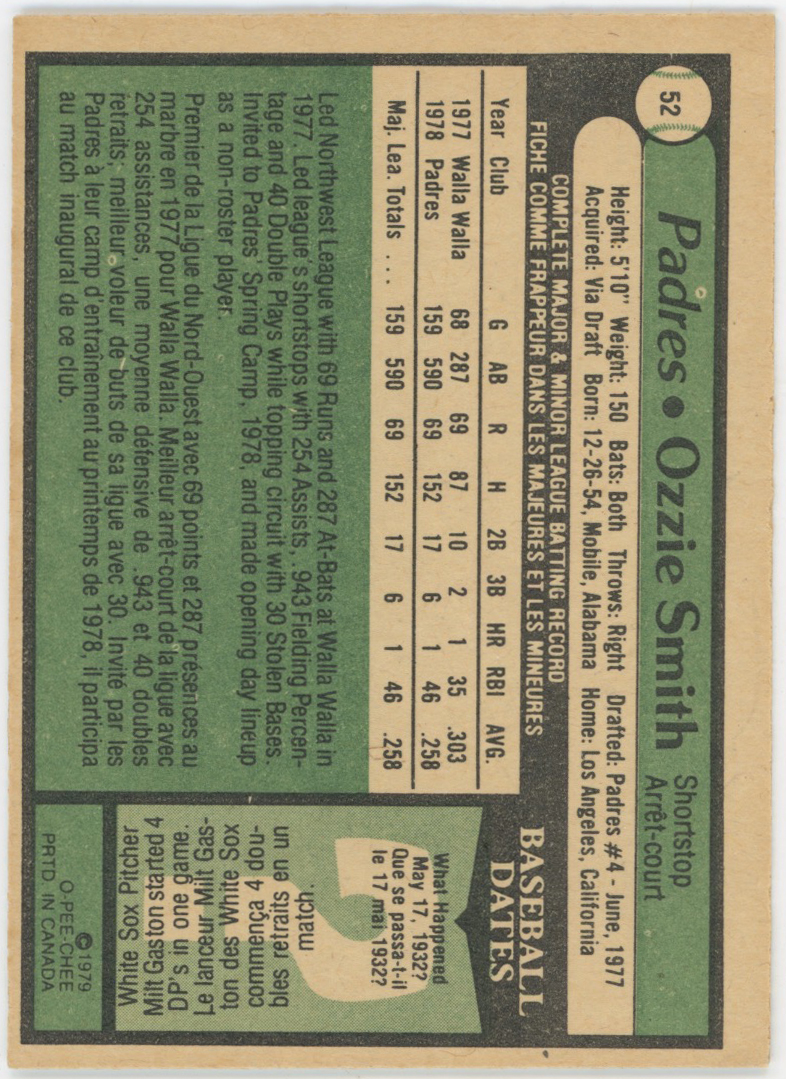 52
Padres • Ozzie Smith
Shortstop
Arrêt-court
Height: 5'10" Weight: 150 Bats: Both Throws: Right Drafted: Padres #4 - June, 1977
Acquired: Via Draft Born: 12-26-54, Mobile, Alabama Home: Los Angeles, California
COMPLETE MAJOR & MINOR LEAGUE BATTING RECORD
FICHE COMME FRAPPEUR DANS LES MAJEURES ET LES MINEURES
Year Club G AB R H 2B 3B HR RBI AVG.
1977 Walla Walla 68 287 69 87 10 2 1 35 .303
1978 Padres 159 590 69 152 17 6 1 46 .258
Maj. Lea. Totals . . . 159 590 69 152 17 6 1 46 .258
Led Northwest League with 69 Runs and 287 At-Bats at Walla Walla in
1977. Led league's shortstops with 254 Assists, .943 Fielding Percen-
tage and 40 Double Plays while topping circuit with 30 Stolen Bases.
Invited to Padres' Spring Camp, 1978, and made opening day lineup
as a non-roster player.
Premier de la Ligue du Nord-Ouest avec 69 points et 287 présences au
marbre en 1977 pour Walla Walla. Meilleur arrêt-court de la ligue avec
254 assistances, une moyenne défensive de .943 et 40 doubles
retraits; meilleur voleur de buts de sa ligue avec 30. Invité par les
Padres à leur camp d'entraînement au printemps de 1978, il participa
au match inaugural de ce club.
BASEBALL
DATES
What Happened
May 17, 1932?
Que se passa-t-il
le 17 mai 1932?
White Sox Pitcher
Milt Gaston started 4
DP's in one game.
Le lanceur Milt Gas-
ton des White Sox
commença 4 dou-
bles retraits en un
match.
©1979
O-PEE-CHEE
PRTD. IN CANADA